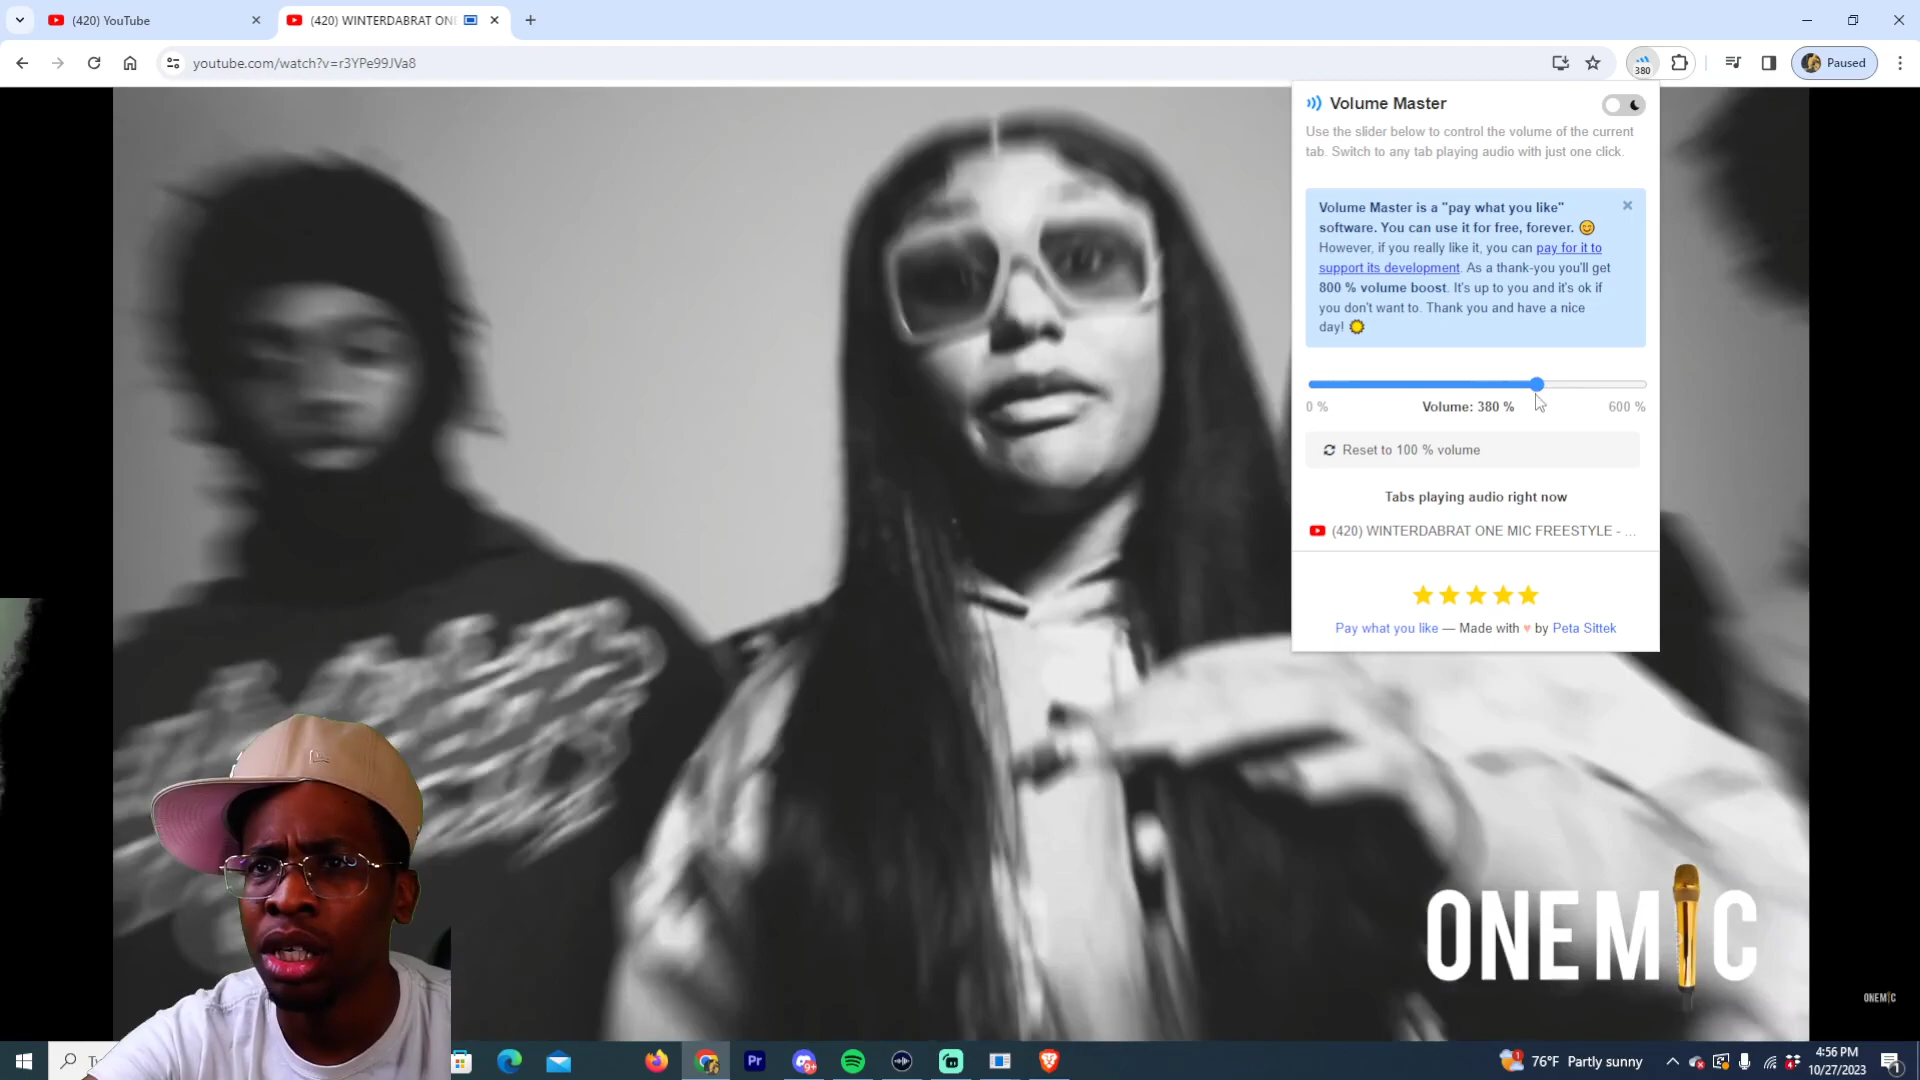 (420) YouTube
(420) WINTERDABRAT ONE
youtube.com/watch?v=r3YPe99JVa8
380
Paused
Volume Master
Use the slider below to control the volume of the current
tab. Switch to any tab playing audio with just one click.
Volume Master is a "pay what you like"
software. You can use it for free, forever. 😊
However, if you really like it, you can pay for it to
support its development. As a thank-you you'll get
800 % volume boost. It's up to you and it's ok if
you don't want to. Thank you and have a nice
day! 🌞
0 %
Volume: 380 %
600 %
Reset to 100 % volume
Tabs playing audio right now
(420) WINTERDABRAT ONE MIC FREESTYLE - ...
Pay what you like — Made with ♥ by Peta Sittek
ONE MIC
ONEMIC
Pr
9+
76°F Partly sunny
4:56 PM
10/27/2023
1